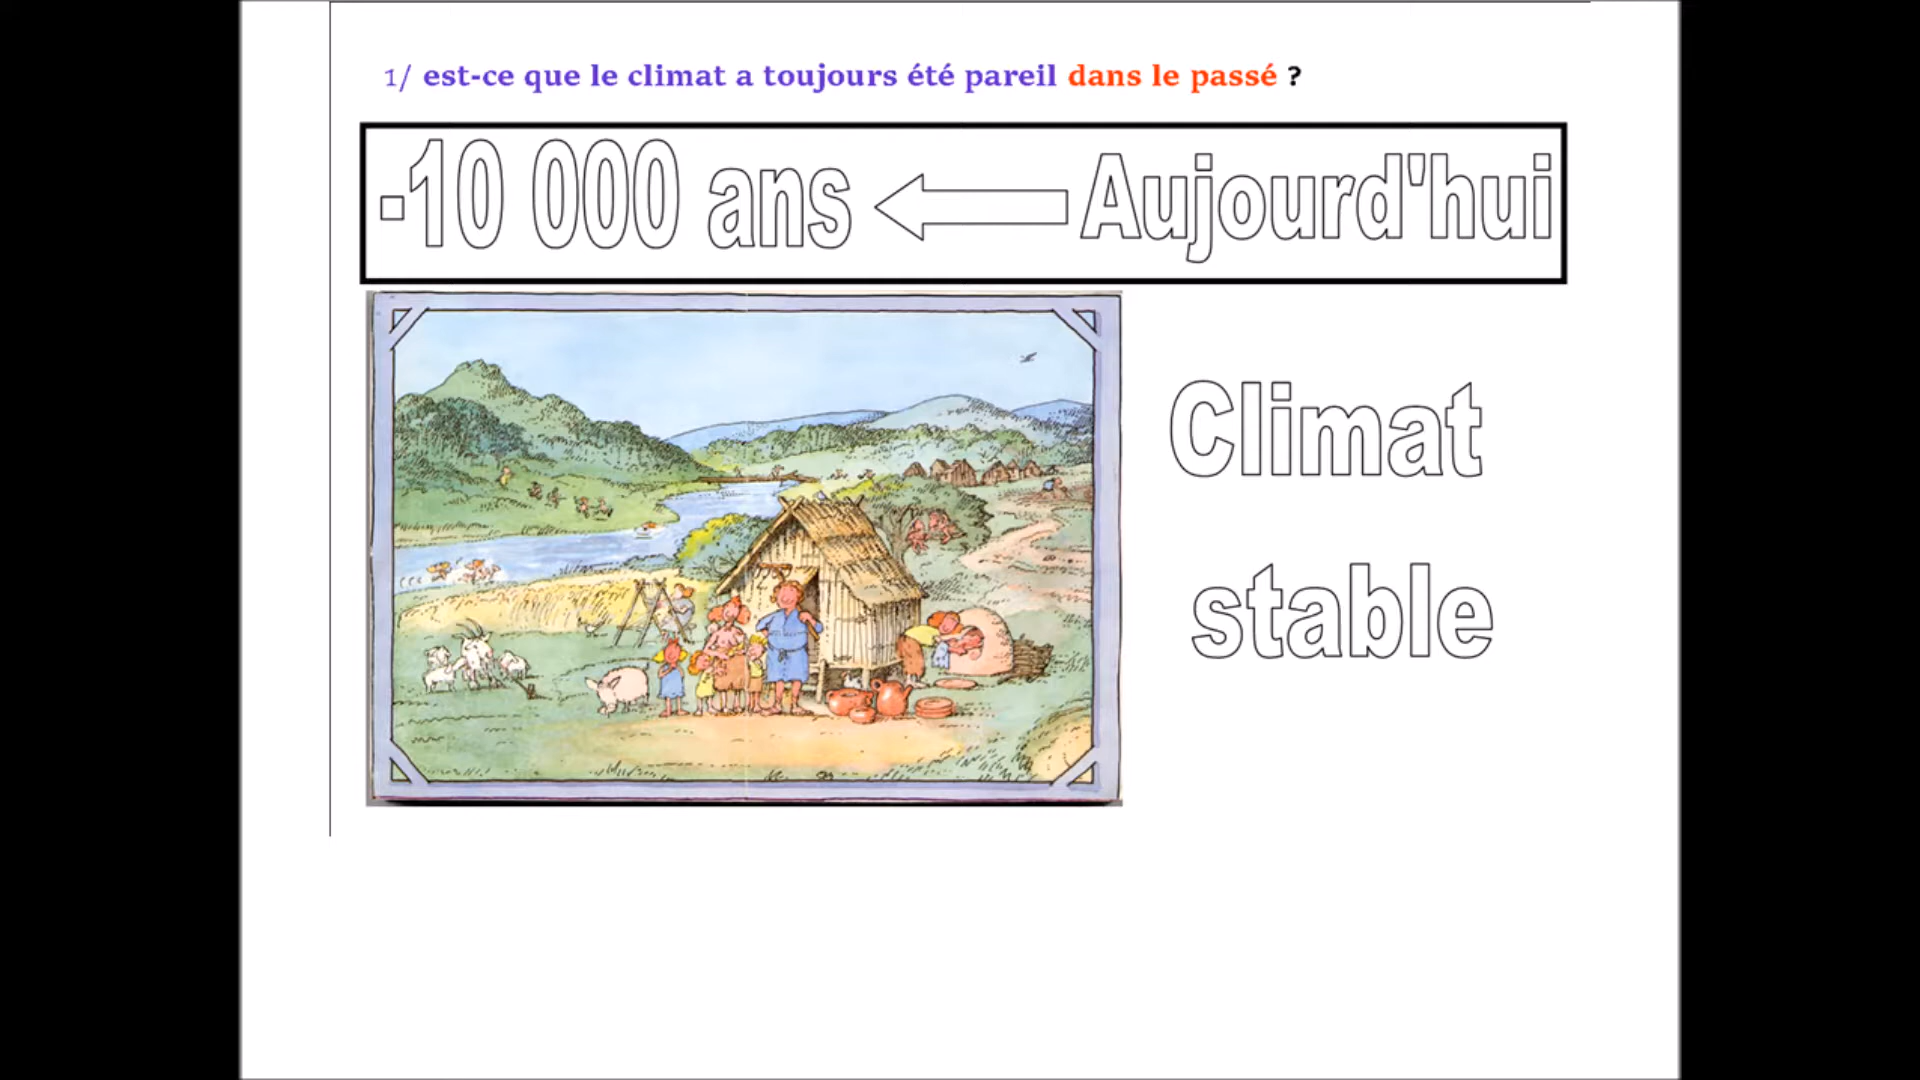 1/ est-ce que le climat a toujours été pareil dans le passé ?
-10 000 ans Aujourd'hui
Climat
stable